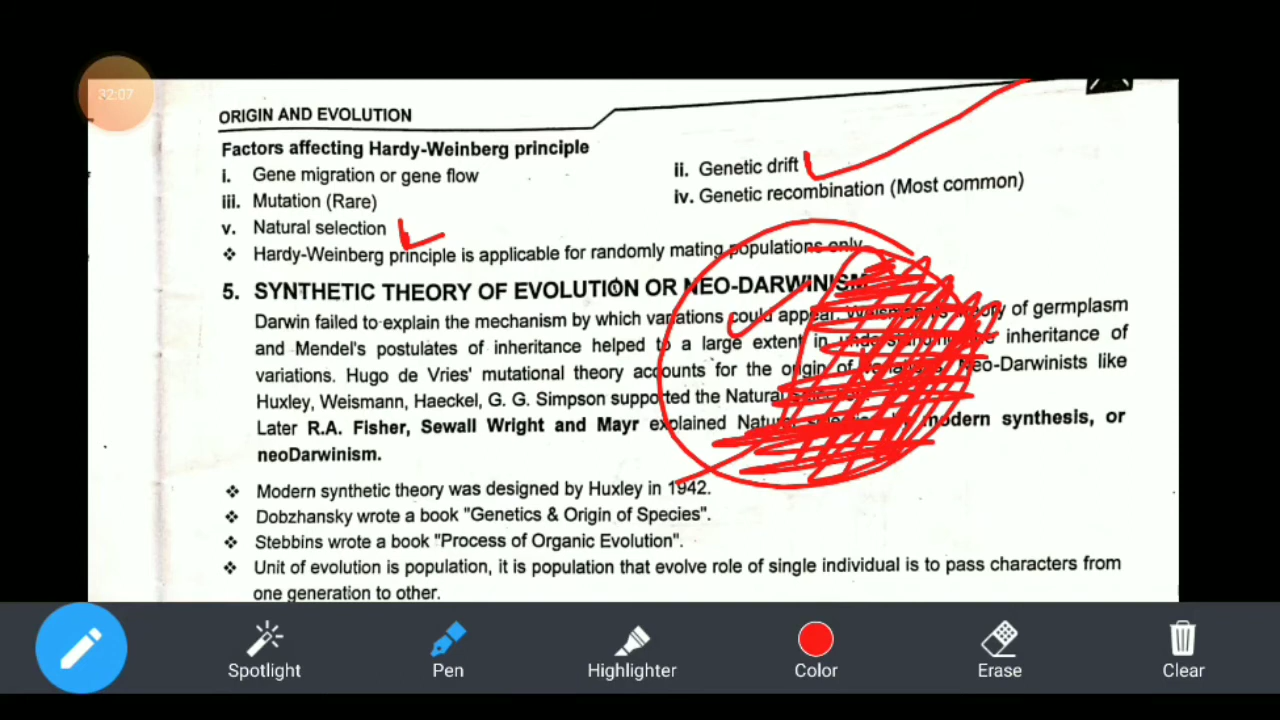 32:07
ORIGIN AND EVOLUTION
Factors affecting Hardy-Weinberg principle
i. Gene migration or gene flow
ii. Genetic drift
iii. Mutation (Rare)
iv. Genetic recombination (Most common)
v. Natural selection
❖ Hardy-Weinberg principle is applicable for randomly mating populations only
5. SYNTHETIC THEORY OF EVOLUTION OR NEO-DARWINISM
Darwin failed to explain the mechanism by which variations could appear. theory of germplasm
and Mendel's postulates of inheritance helped to a large extent in inheritance of
variations. Hugo de Vries' mutational theory accounts for the origin of Neo-Darwinists like
Huxley, Weismann, Haeckel, G. G. Simpson supported the Natural
Later R.A. Fisher, Sewall Wright and Mayr explained modern synthesis, or
neoDarwinism.
❖ Modern synthetic theory was designed by Huxley in 1942.
❖ Dobzhansky wrote a book "Genetics & Origin of Species".
❖ Stebbins wrote a book "Process of Organic Evolution".
❖ Unit of evolution is population, it is population that evolve role of single individual is to pass characters from
one generation to other.
Spotlight Pen Highlighter Color Erase Clear